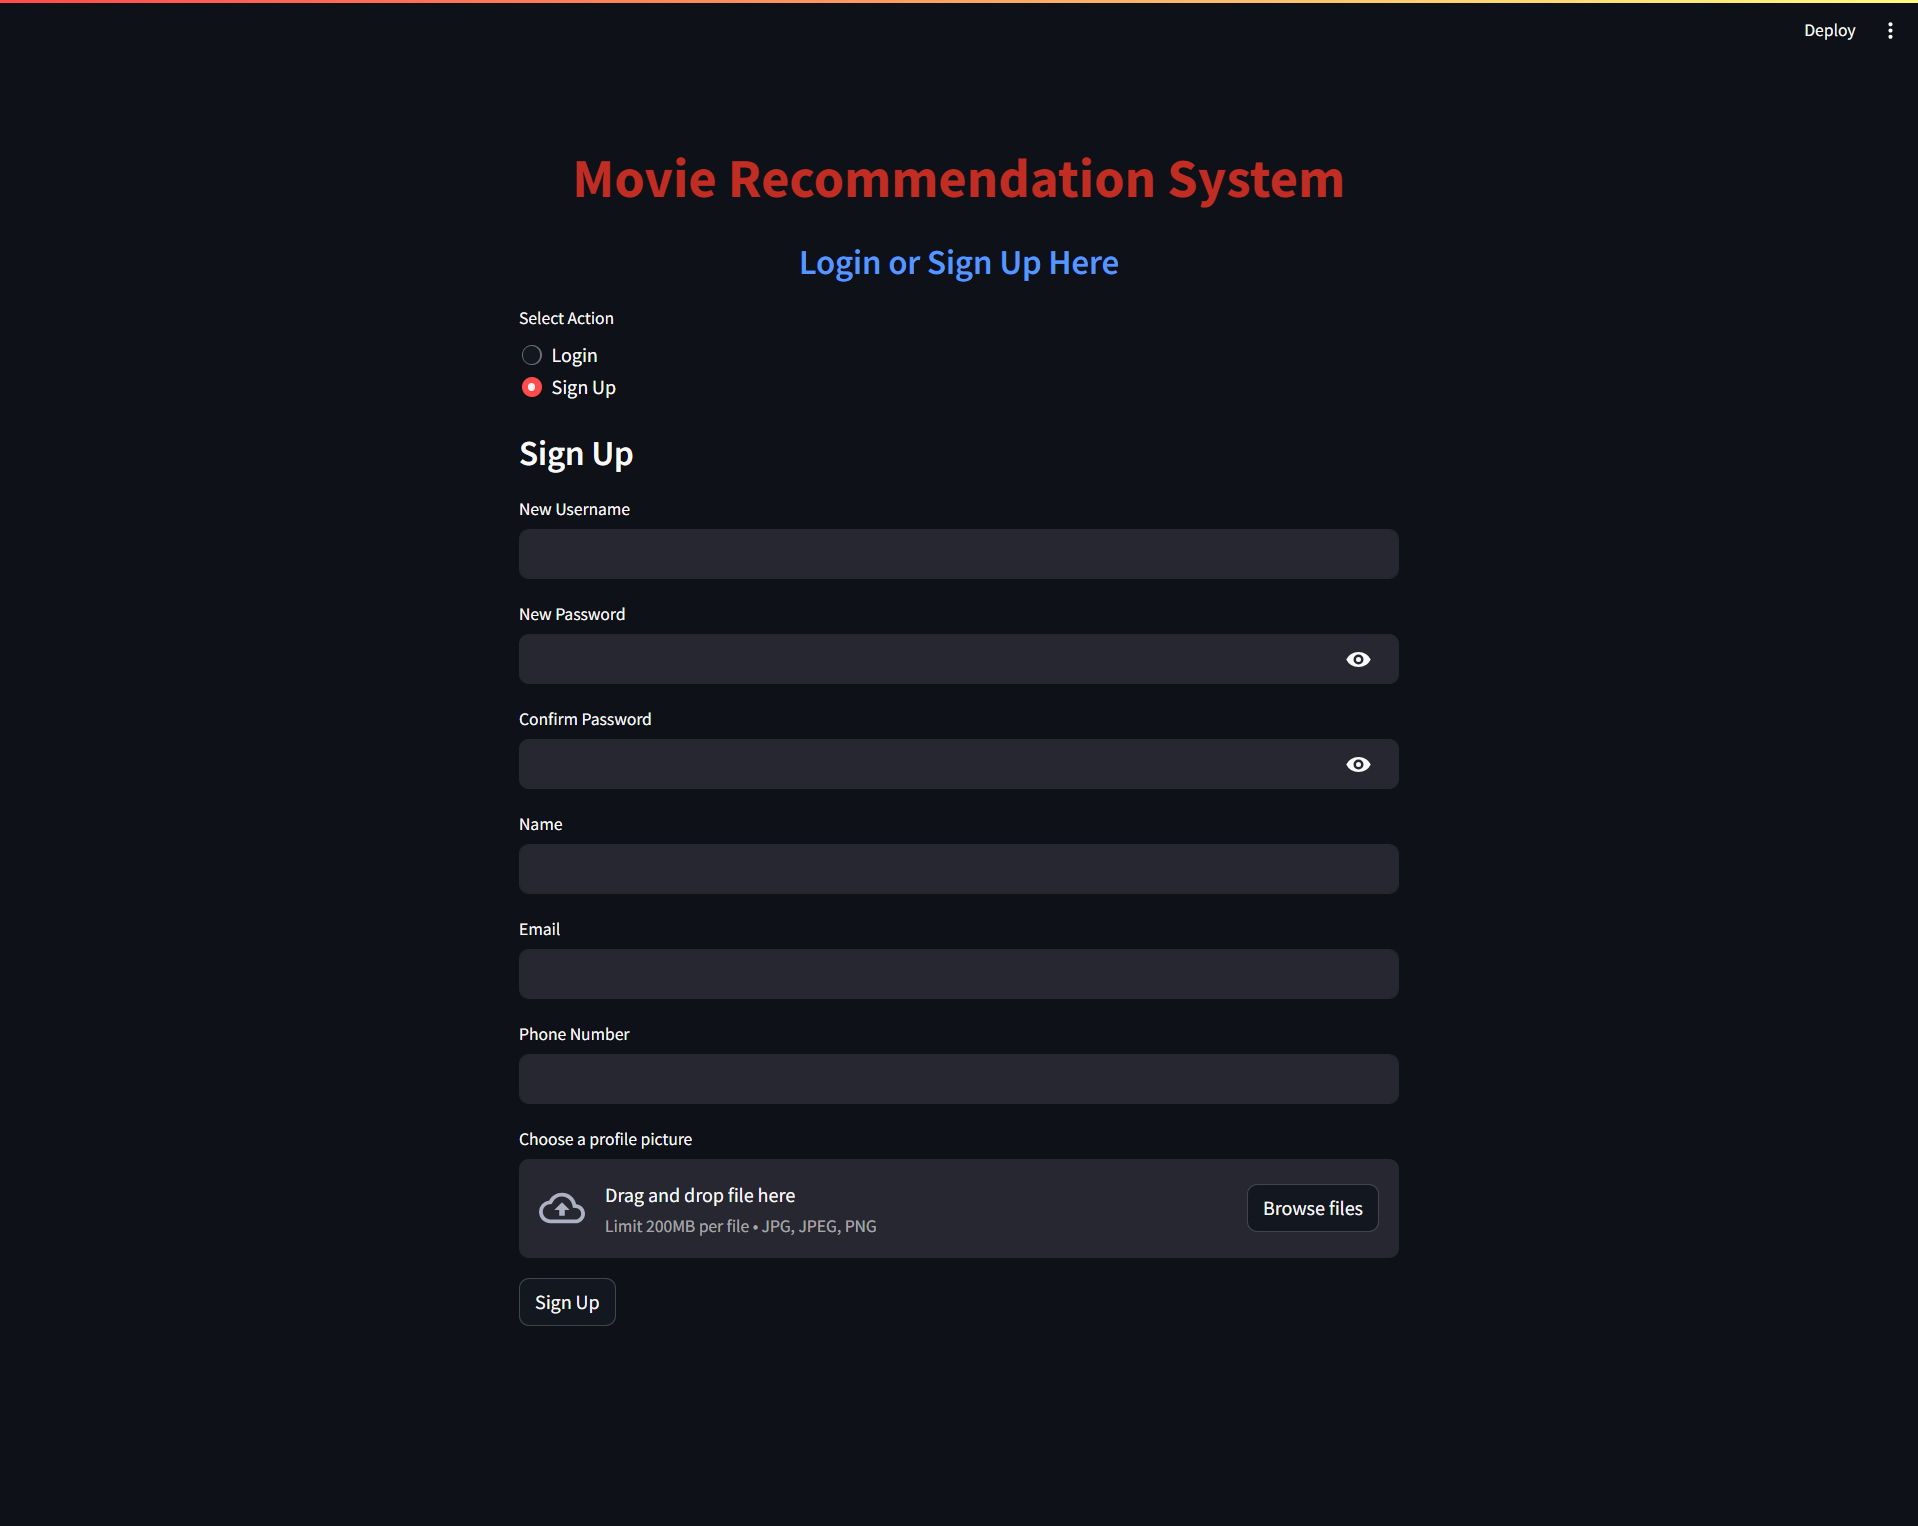 Deploy
Movie Recommendation System
Login or Sign Up Here
Select Action
Login
Sign Up
Sign Up
New Username
New Password
Confirm Password
Name
Email
Phone Number
Choose a profile picture
Drag and drop file here
Limit 200MB per file • JPG, JPEG, PNG
Browse files
Sign Up